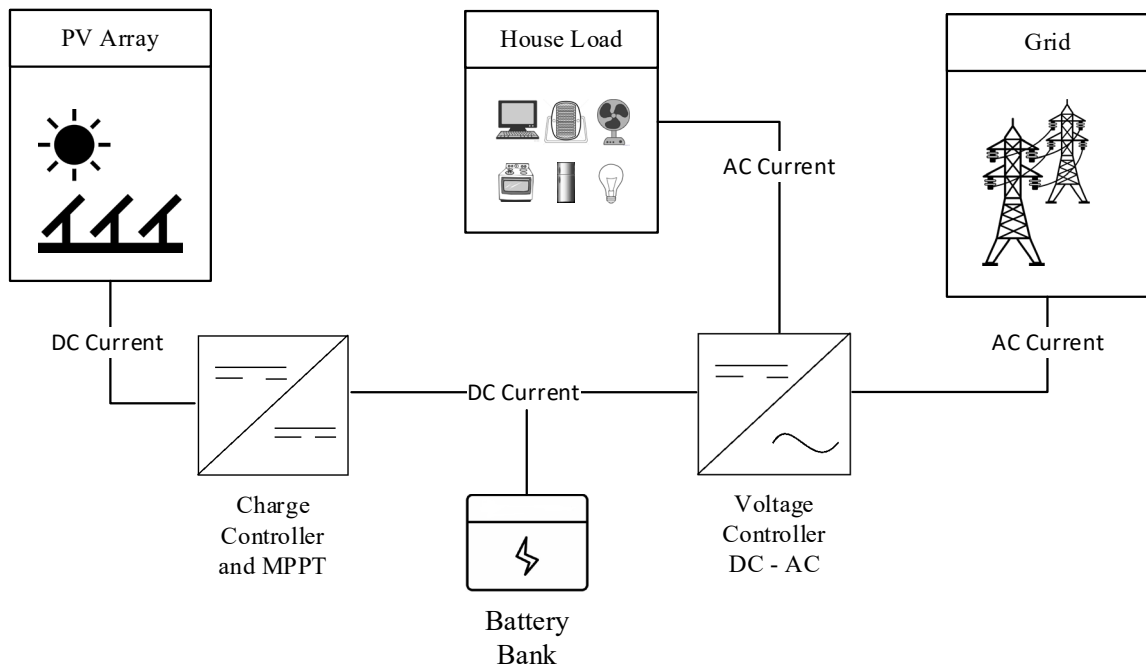 PV Array
House Load
Grid
AC Current
DC Current
AC Current
DC Current
Charge
Controller
and MPPT
Voltage
Controller
DC - AC
Battery
Bank